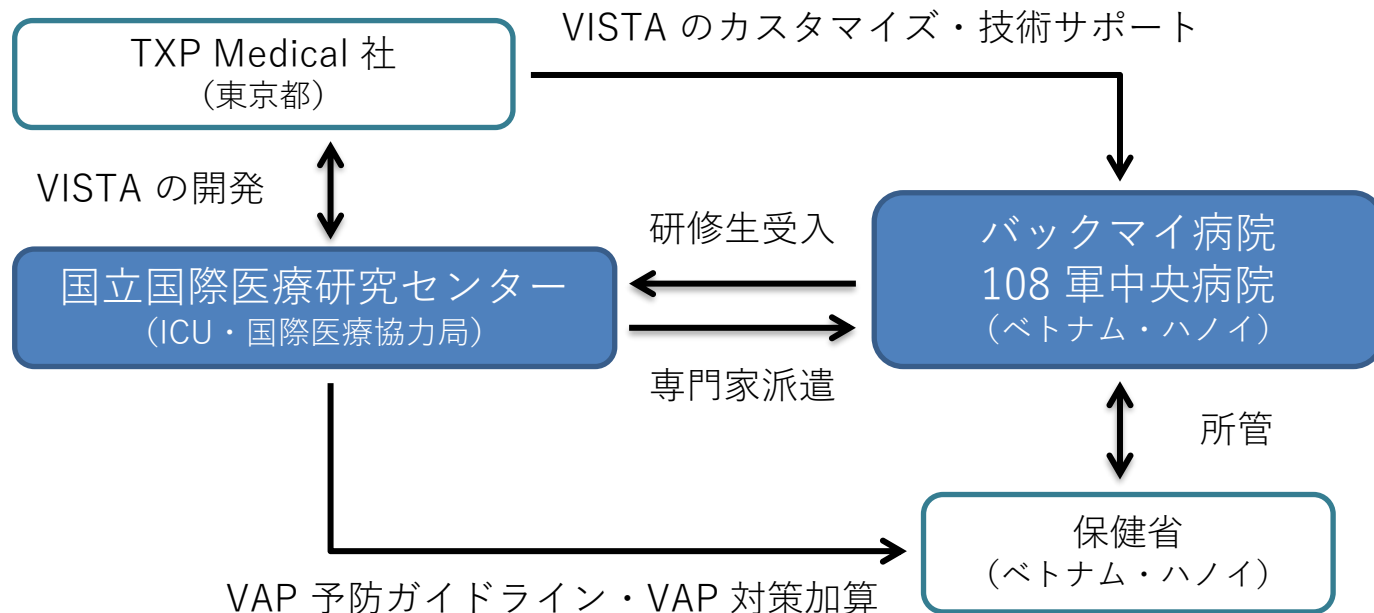 TXP Medical 社
（東京都）
VISTA のカスタマイズ・技術サポート
VISTA の開発
国立国際医療研究センター
（ICU・国際医療協力局）
研修生受入
専門家派遣
バックマイ病院
108 軍中央病院
（ベトナム・ハノイ）
所管
保健省
（ベトナム・ハノイ）
VAP 予防ガイドライン・VAP 対策加算